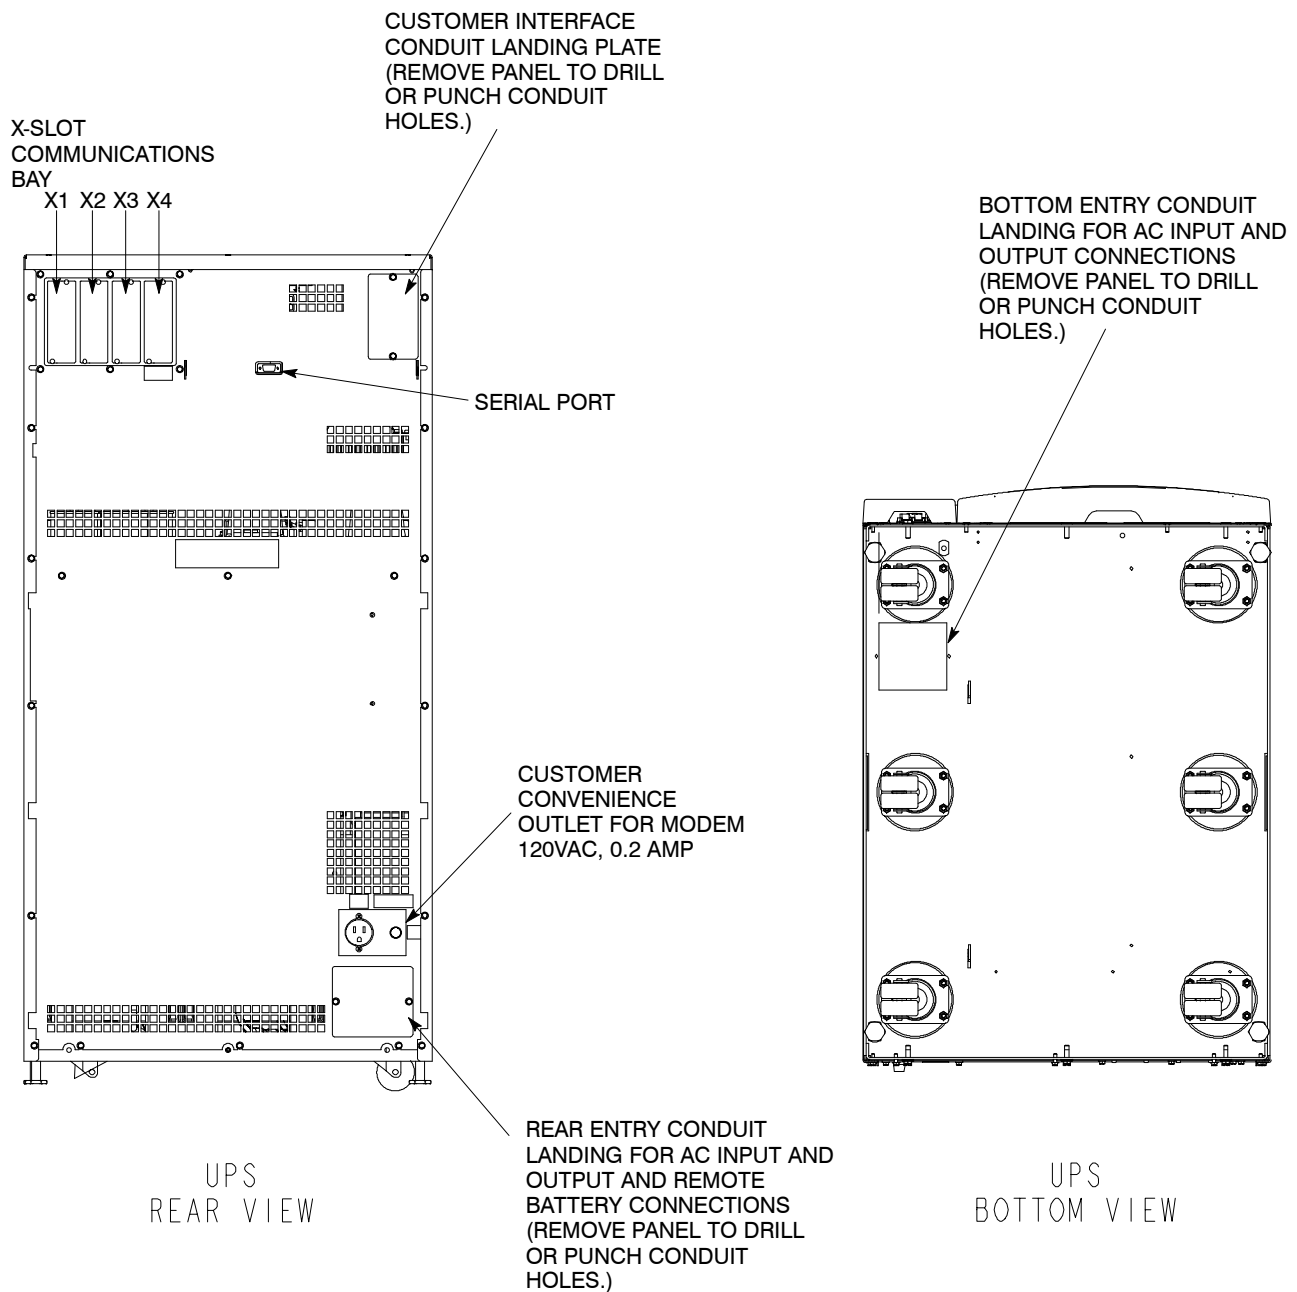 CUSTOMER INTERFACE
CONDUIT LANDING PLATE
(REMOVE PANEL TO DRILL
OR PUNCH CONDUIT
HOLES.)
X-SLOT
COMMUNICATIONS
BAY
X1 X2 X3 X4
BOTTOM ENTRY CONDUIT
LANDING FOR AC INPUT AND
OUTPUT CONNECTIONS
(REMOVE PANEL TO DRILL
OR PUNCH CONDUIT
HOLES.)
SERIAL PORT
CUSTOMER
CONVENIENCE
OUTLET FOR MODEM
120VAC, 0.2 AMP
REAR ENTRY CONDUIT
LANDING FOR AC INPUT AND
OUTPUT AND REMOTE
BATTERY CONNECTIONS
(REMOVE PANEL TO DRILL
OR PUNCH CONDUIT
HOLES.)
UPS
REAR VIEW
UPS
BOTTOM VIEW